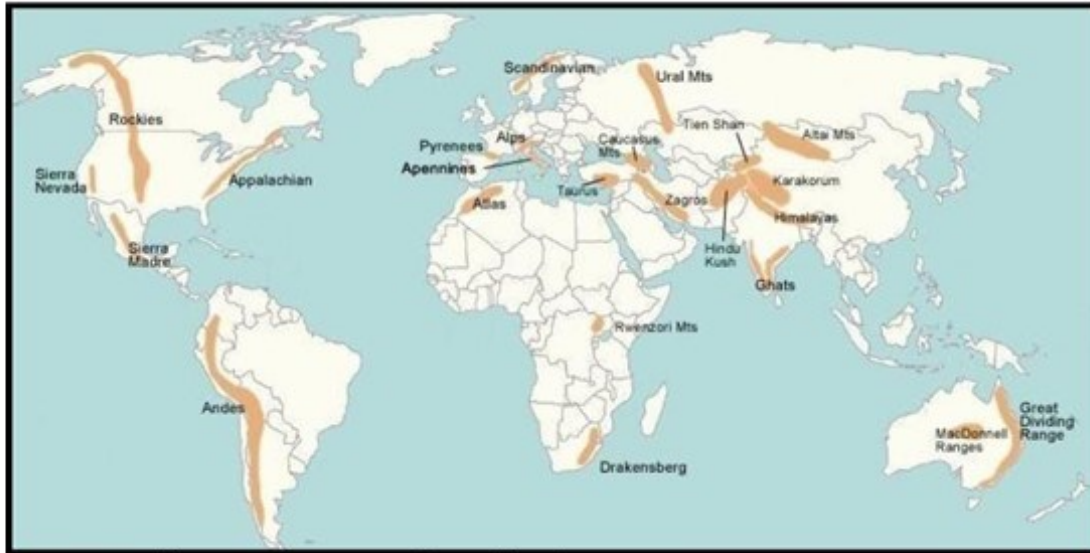 Scandinavian
Ural Mts
Rockies
Tien Shan
Altai Mts
Pyrenees
Alps
Caucasus
Mts
Apennines
Sierra
Nevada
Appalachian
Taurus
Karakorum
Atlas
Zagros
Himalayas
Sierra
Madre
Hindu
Kush
Ghats
Rwenzori Mts
Andes
Great
Dividing
Range
MacDonnell
Ranges
Drakensberg